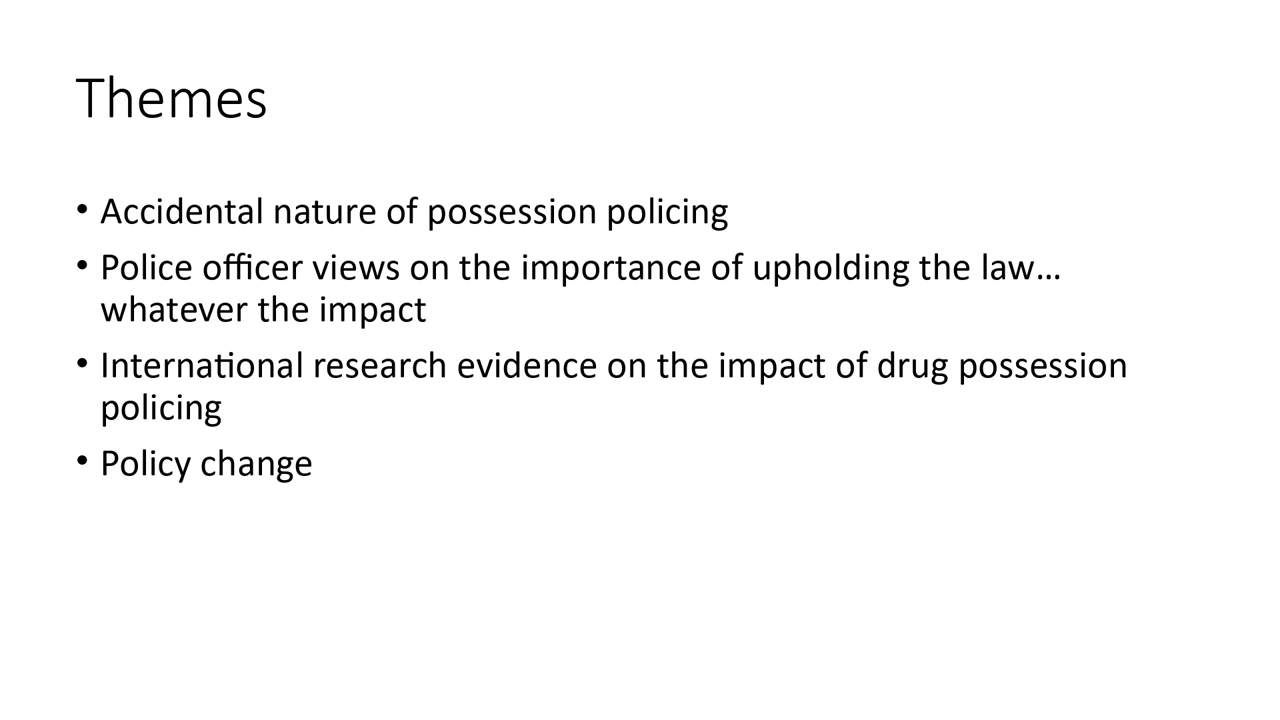 Themes
• Accidental nature of possession policing
• Police officer views on the importance of upholding the law…
whatever the impact
• International research evidence on the impact of drug possession
policing
• Policy change